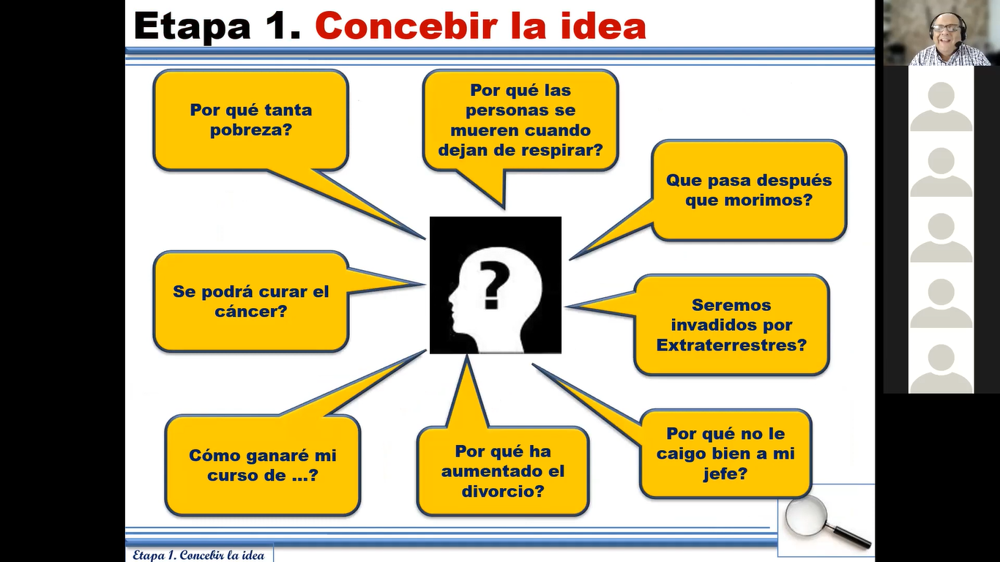 Etapa 1. Concebir la idea
Por qué tanta
pobreza?
Por qué las
personas se
mueren cuando
dejan de respirar?
Que pasa después
que morimos?
?
Se podrá curar el
cáncer?
Seremos
invadidos por
Extraterrestres?
Cómo ganaré mi
curso de ...?
Por qué ha
aumentado el
divorcio?
Por qué no le
caigo bien a mi
jefe?
Etapa 1. Concebir la idea